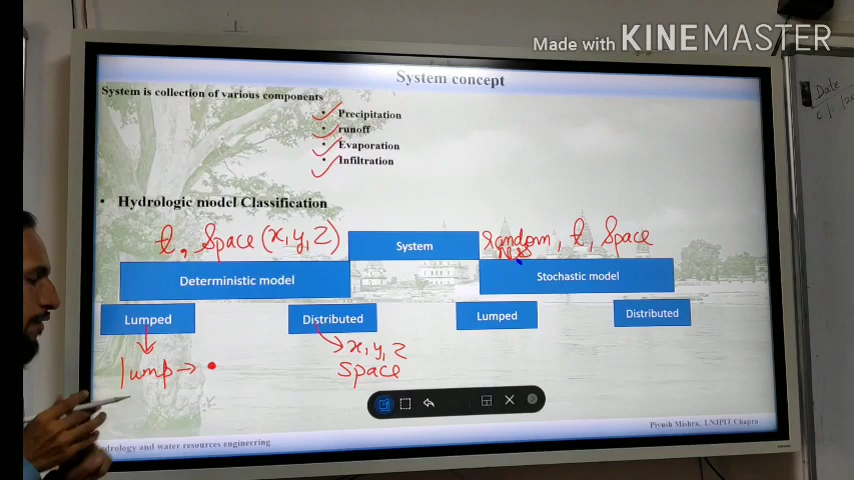 Made with KINEMASTER
System concept
System is collection of various components
• Precipitation
• runoff
• Evaporation
• Infiltration
• Hydrologic model Classification
t, Space (x, y, z)
System
random, t, Space
Deterministic model
Stochastic model
Lumped
Distributed
Lumped
Distributed
lump →
x, y, z
Space
Piyush Mishra, LNJPIT Chapra
drology and water resources engineering
Date